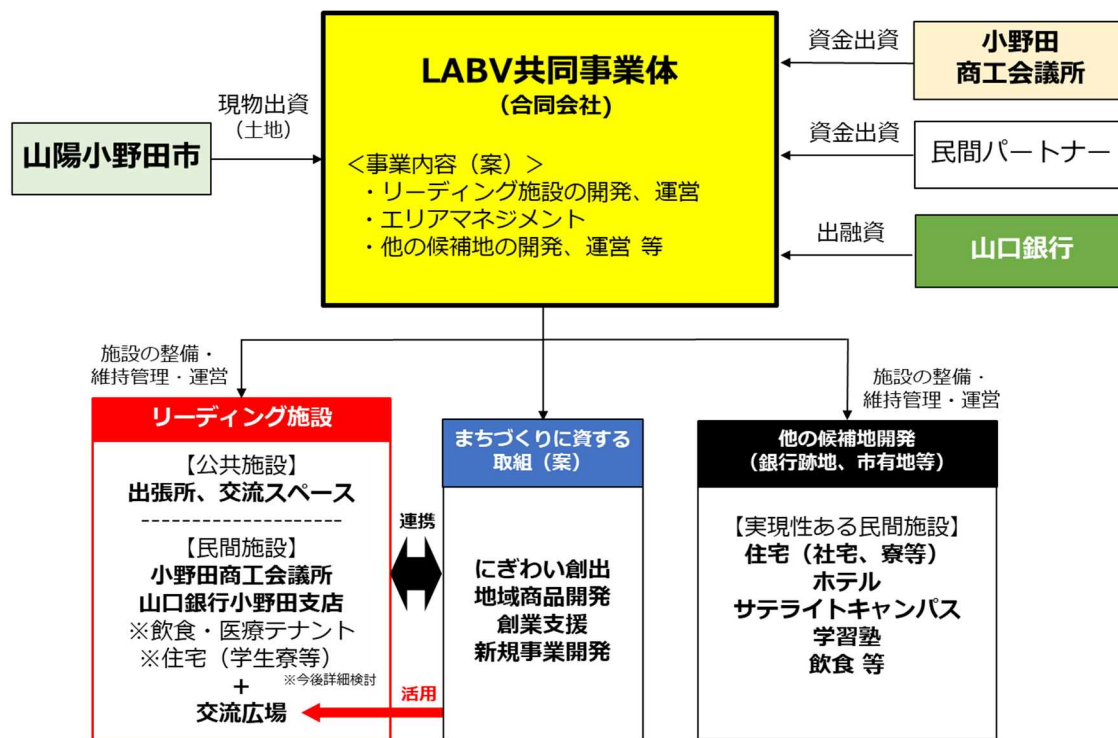 LABV共同事業体
(合同会社)
＜事業内容（案）＞
・リーディング施設の開発、運営
・エリアマネジメント
・他の候補地の開発、運営 等
山陽小野田市
現物出資
（土地）
資金出資
小野田
商工会議所
資金出資
民間パートナー
出融資
山口銀行
施設の整備・
維持管理・運営
リーディング施設
【公共施設】
出張所、交流スペース
--------------------
【民間施設】
小野田商工会議所
山口銀行小野田支店
※飲食・医療テナント
※住宅（学生寮等）
※今後詳細検討
+
交流広場
連携
活用
まちづくりに資する
取組（案）
にぎわい創出
地域商品開発
創業支援
新規事業開発
施設の整備・
維持管理・運営
他の候補地開発
（銀行跡地、市有地等）
【実現性ある民間施設】
住宅（社宅、寮等）
ホテル
サテライトキャンパス
学習塾
飲食 等